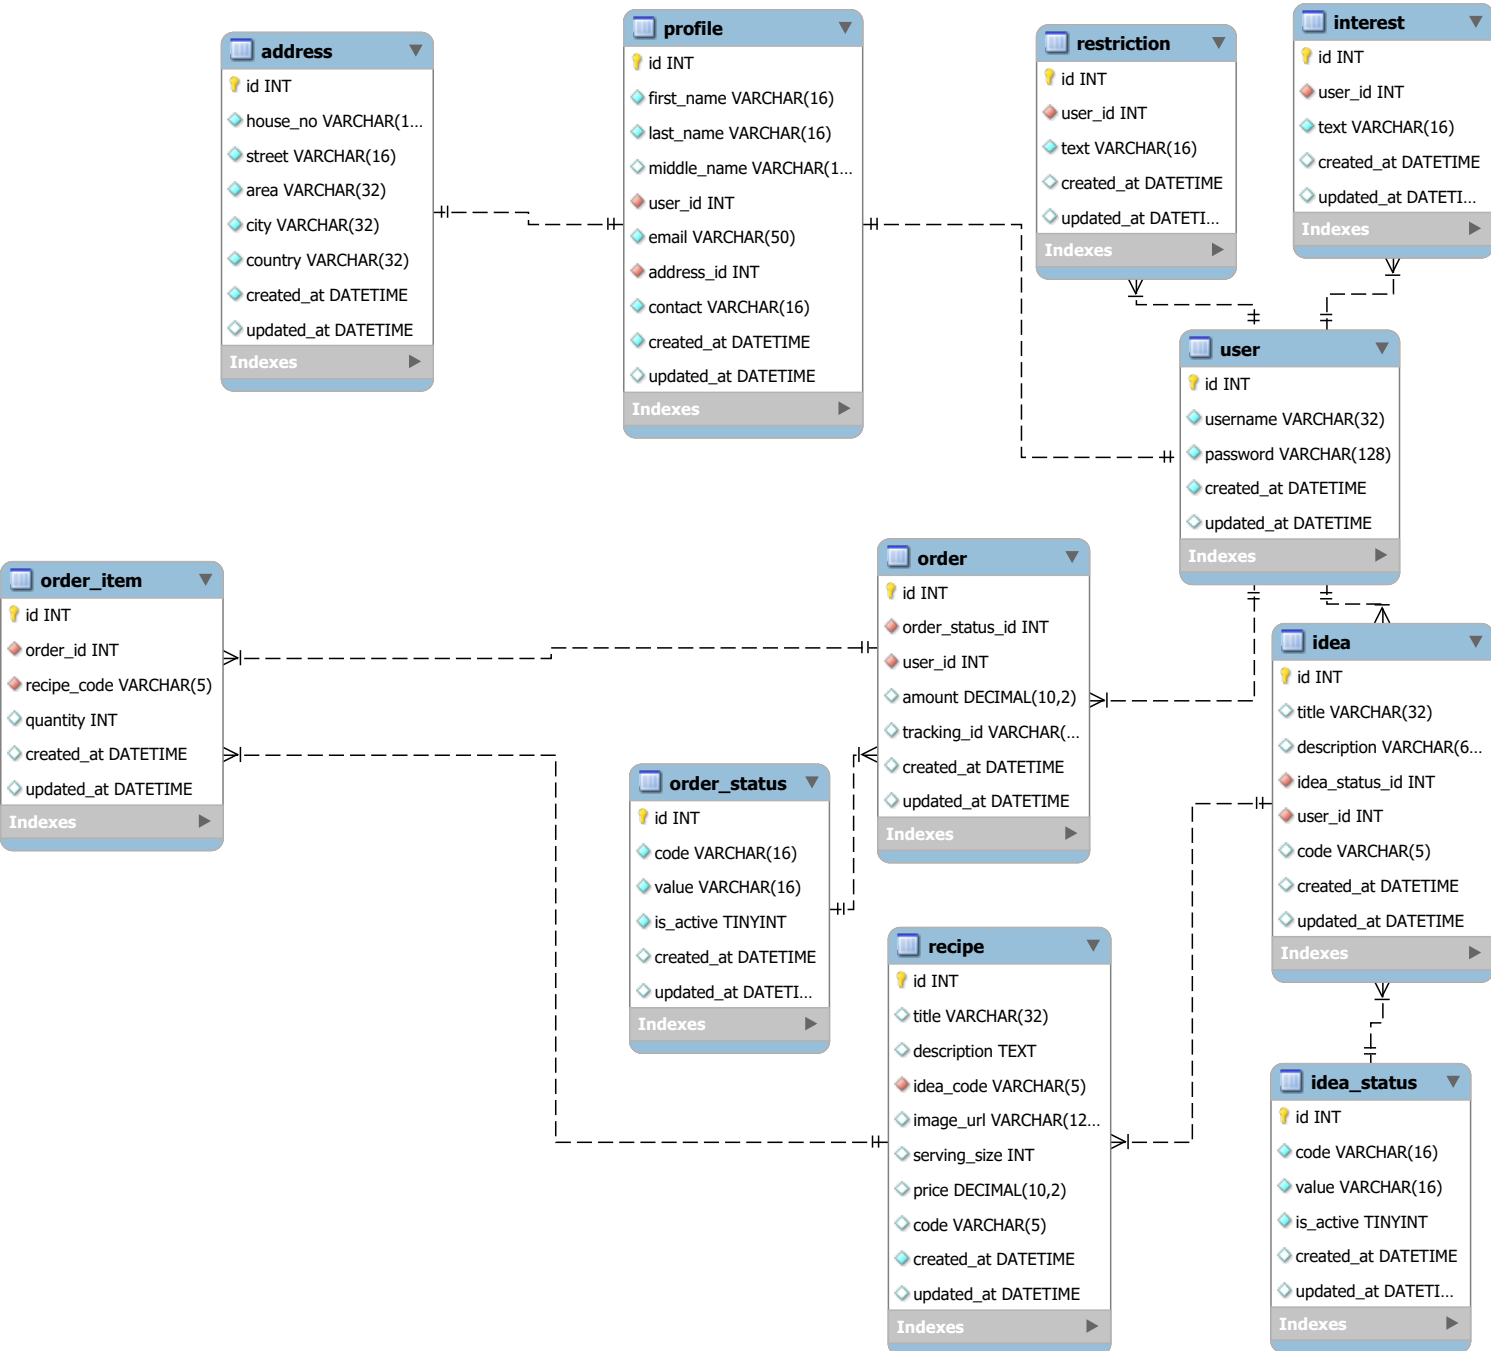 address
id INT
house_no VARCHAR(1...
street VARCHAR(16)
area VARCHAR(32)
city VARCHAR(32)
country VARCHAR(32)
created_at DATETIME
updated_at DATETIME
Indexes
profile
id INT
first_name VARCHAR(16)
last_name VARCHAR(16)
middle_name VARCHAR(1...
user_id INT
email VARCHAR(50)
address_id INT
contact VARCHAR(16)
created_at DATETIME
updated_at DATETIME
Indexes
restriction
id INT
user_id INT
text VARCHAR(16)
created_at DATETIME
updated_at DATETI...
Indexes
interest
id INT
user_id INT
text VARCHAR(16)
created_at DATETIME
updated_at DATETI...
Indexes
user
id INT
username VARCHAR(32)
password VARCHAR(128)
created_at DATETIME
updated_at DATETIME
Indexes
order_item
id INT
order_id INT
recipe_code VARCHAR(5)
quantity INT
created_at DATETIME
updated_at DATETIME
Indexes
order
id INT
order_status_id INT
user_id INT
amount DECIMAL(10,2)
tracking_id VARCHAR(...
created_at DATETIME
updated_at DATETIME
Indexes
idea
id INT
title VARCHAR(32)
description VARCHAR(6...
idea_status_id INT
user_id INT
code VARCHAR(5)
created_at DATETIME
updated_at DATETIME
Indexes
order_status
id INT
code VARCHAR(16)
value VARCHAR(16)
is_active TINYINT
created_at DATETIME
updated_at DATETI...
Indexes
recipe
id INT
title VARCHAR(32)
description TEXT
idea_code VARCHAR(5)
image_url VARCHAR(12...
serving_size INT
price DECIMAL(10,2)
code VARCHAR(5)
created_at DATETIME
updated_at DATETIME
Indexes
idea_status
id INT
code VARCHAR(16)
value VARCHAR(16)
is_active TINYINT
created_at DATETIME
updated_at DATETI...
Indexes